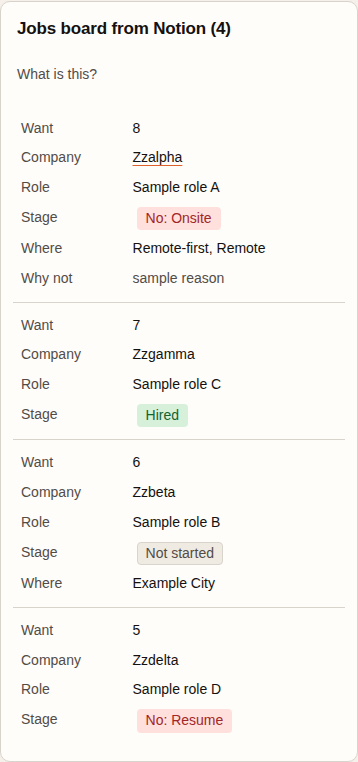 Jobs board from Notion (4)
What is this?
Want 8
Company Zzalpha
Role Sample role A
Stage No: Onsite
Where Remote-first, Remote
Why not sample reason
Want 7
Company Zzgamma
Role Sample role C
Stage Hired
Want 6
Company Zzbeta
Role Sample role B
Stage Not started
Where Example City
Want 5
Company Zzdelta
Role Sample role D
Stage No: Resume